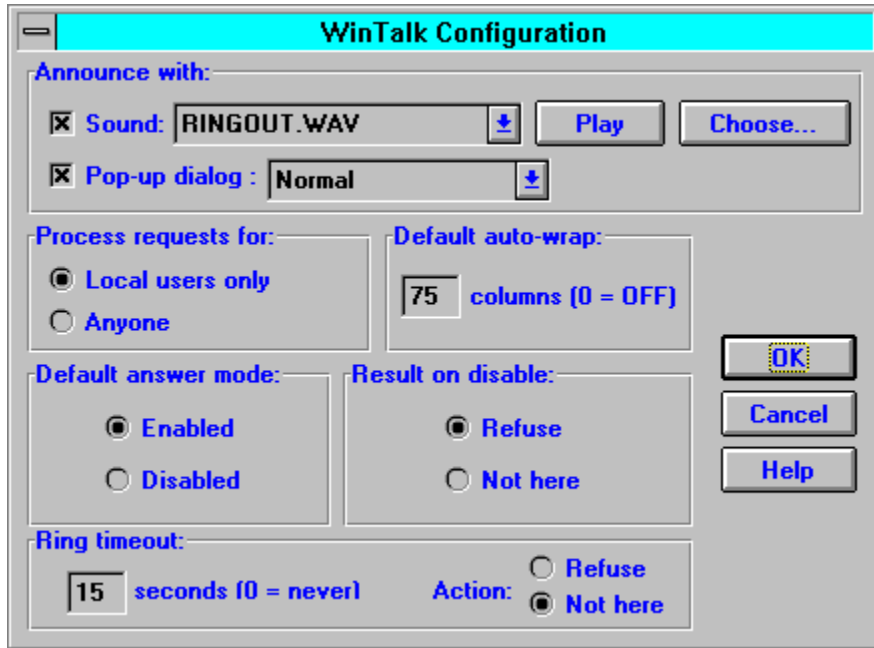 WinTalk Configuration
Announce with:
Sound: RINGOUT.WAV Play Choose...
Pop-up dialog : Normal
Process requests for: Default auto-wrap:
Local users only
75 columns (0 = OFF)
Anyone
OK
Default answer mode: Result on disable:
Enabled Refuse Cancel
Disabled Not here Help
Ring timeout:
Refuse
15 seconds (0 = never) Action:
Not here